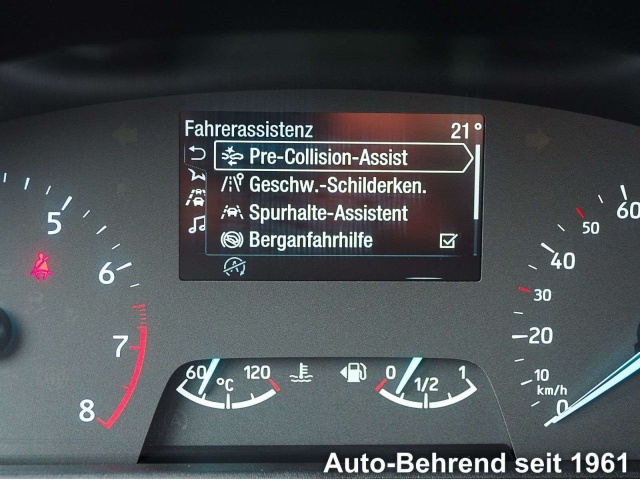 Fahrerassistenz 21°
Pre-Collision-Assist
Geschw.-Schilderken.
Spurhalte-Assistent
Berganfahrhilfe
5
6
7
8
60 °C 120
0 1/2 1
60
50
40
30
20
10
km/h
0
Auto-Behrend seit 1961